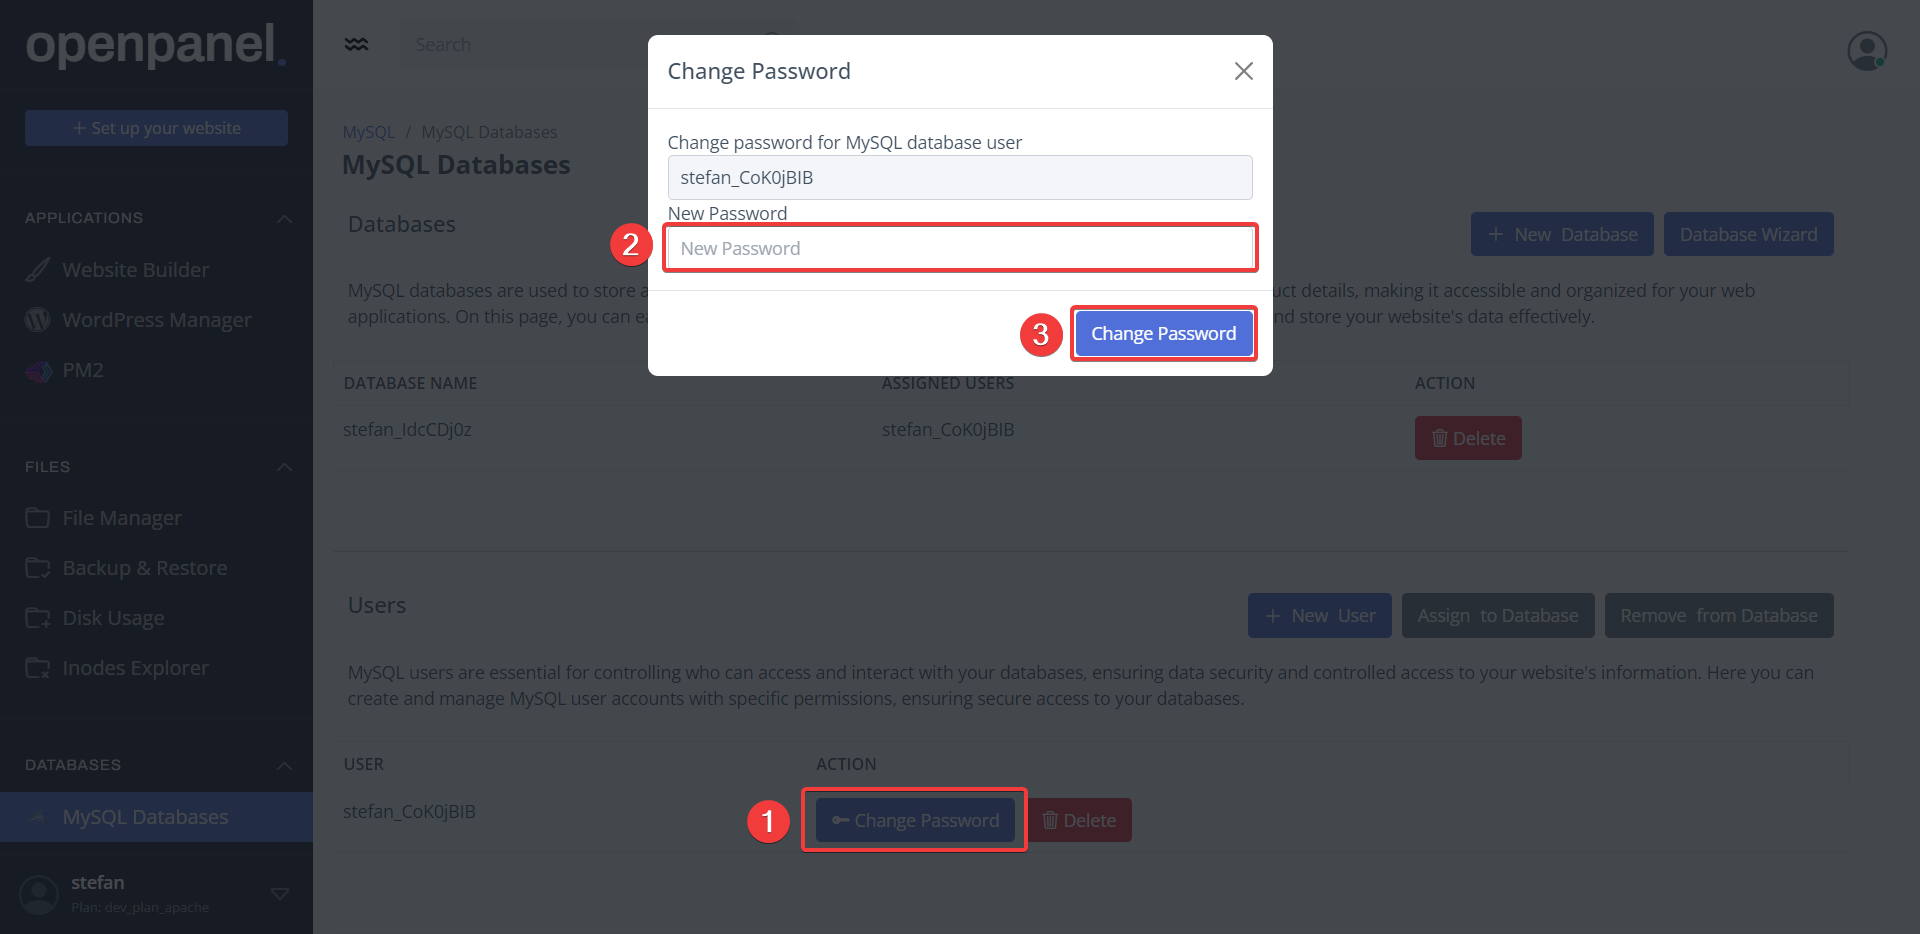 openpanel.
Search
+ Set up your website
APPLICATIONS
Website Builder
WordPress Manager
PM2
FILES
File Manager
Backup & Restore
Disk Usage
Inodes Explorer
DATABASES
MySQL Databases
stefan
Plan: dev_plan_apache
MySQL / MySQL Databases
MySQL Databases
Databases
+ New Database
Database Wizard
MySQL databases are used to store a
uct details, making it accessible and organized for your web
applications. On this page, you can ea
nd store your website's data effectively.
DATABASE NAME
ASSIGNED USERS
ACTION
stefan_IdcCDj0z
stefan_CoK0jBIB
Delete
Users
+ New User
Assign to Database
Remove from Database
MySQL users are essential for controlling who can access and interact with your databases, ensuring data security and controlled access to your website's information. Here you can
create and manage MySQL user accounts with specific permissions, ensuring secure access to your databases.
USER
ACTION
stefan_CoK0jBIB
1
Change Password
Delete
Change Password
Change password for MySQL database user
stefan_CoK0jBIB
New Password
2
New Password
3
Change Password